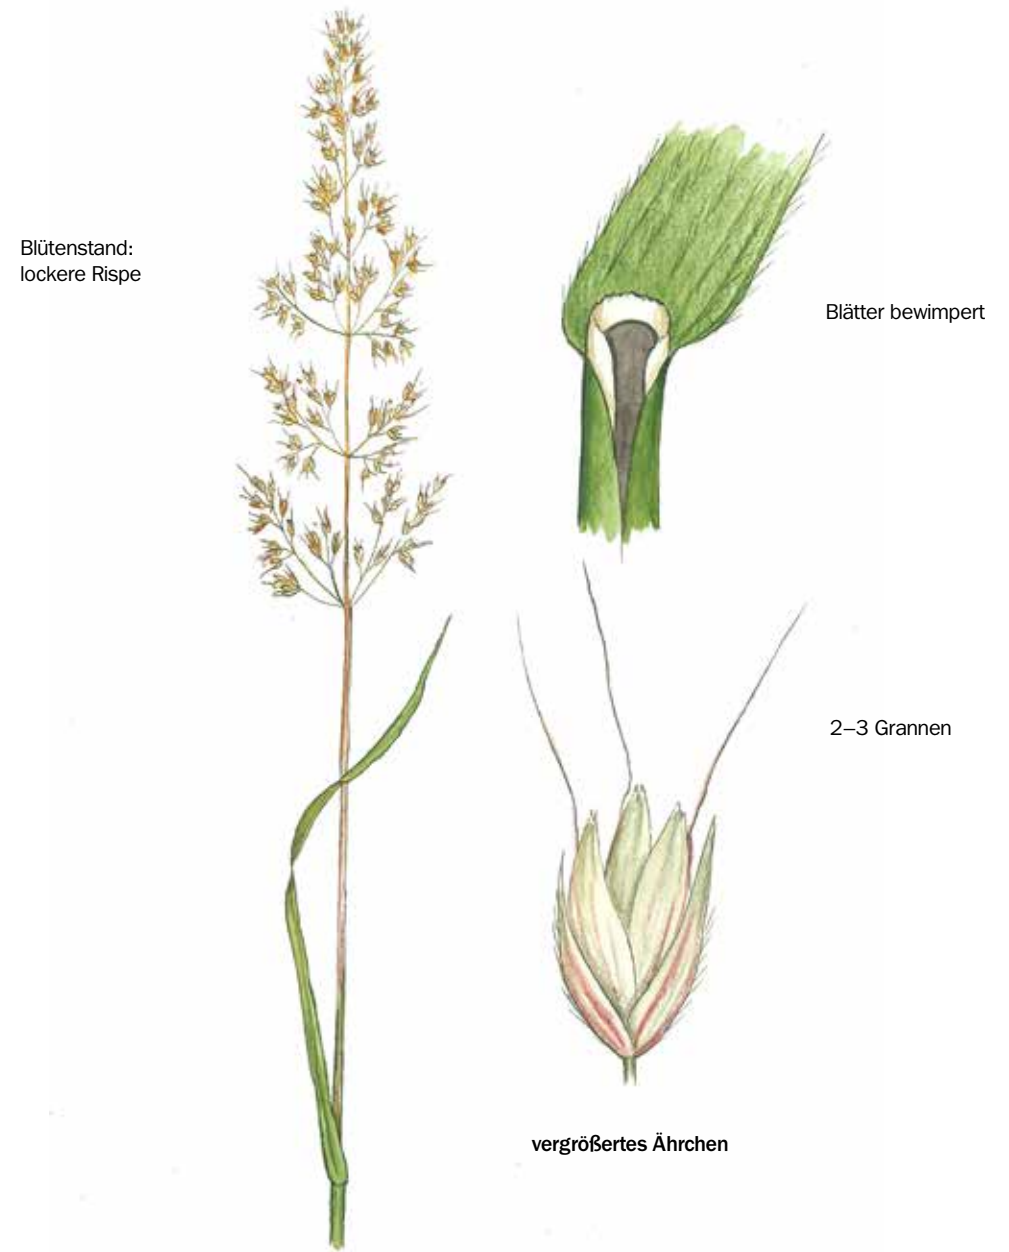 Blütenstand:
lockere Rispe
Blätter bewimpert
2–3 Grannen
vergrößertes Ährchen